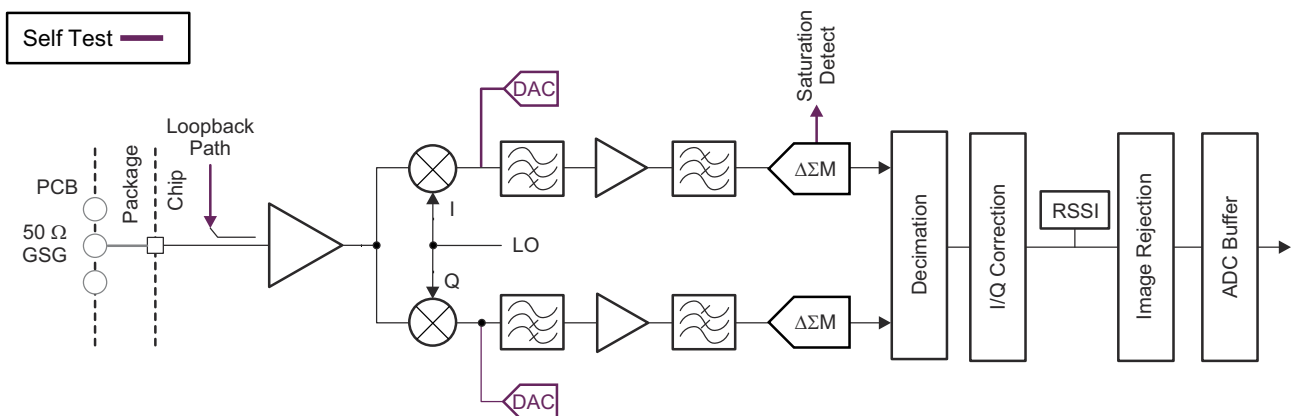 Self Test
Loopback
Path
PCB
Package
Chip
50 Ω
GSG
DAC
I
LO
Q
DAC
Saturation
Detect
ΔΣM
ΔΣM
Decimation
I/Q Correction
RSSI
Image Rejection
ADC Buffer